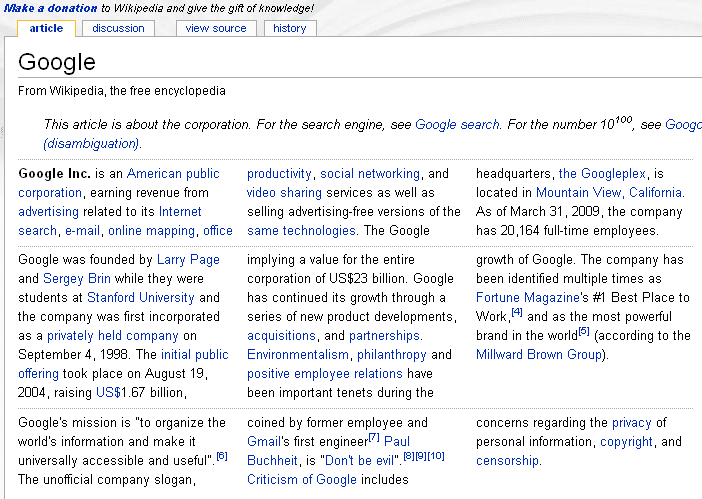 Make a donation to Wikipedia and give the gift of knowledge!
article discussion view source history
Google
From Wikipedia, the free encyclopedia
This article is about the corporation. For the search engine, see Google search. For the number 10100, see Googo
(disambiguation).
Google Inc. is an American public
corporation, earning revenue from
advertising related to its Internet
search, e-mail, online mapping, office
productivity, social networking, and
video sharing services as well as
selling advertising-free versions of the
same technologies. The Google
headquarters, the Googleplex, is
located in Mountain View, California.
As of March 31, 2009, the company
has 20,164 full-time employees.
Google was founded by Larry Page
and Sergey Brin while they were
students at Stanford University and
the company was first incorporated
as a privately held company on
September 4, 1998. The initial public
offering took place on August 19,
2004, raising US$1.67 billion,
implying a value for the entire
corporation of US$23 billion. Google
has continued its growth through a
series of new product developments,
acquisitions, and partnerships.
Environmentalism, philanthropy and
positive employee relations have
been important tenets during the
growth of Google. The company has
been identified multiple times as
Fortune Magazine's #1 Best Place to
Work,[4] and as the most powerful
brand in the world[5] (according to the
Millward Brown Group).
Google's mission is "to organize the
world's information and make it
universally accessible and useful".[6]
The unofficial company slogan,
coined by former employee and
Gmail's first engineer[7] Paul
Buchheit, is "Don't be evil".[8][9][10]
Criticism of Google includes
concerns regarding the privacy of
personal information, copyright, and
censorship.